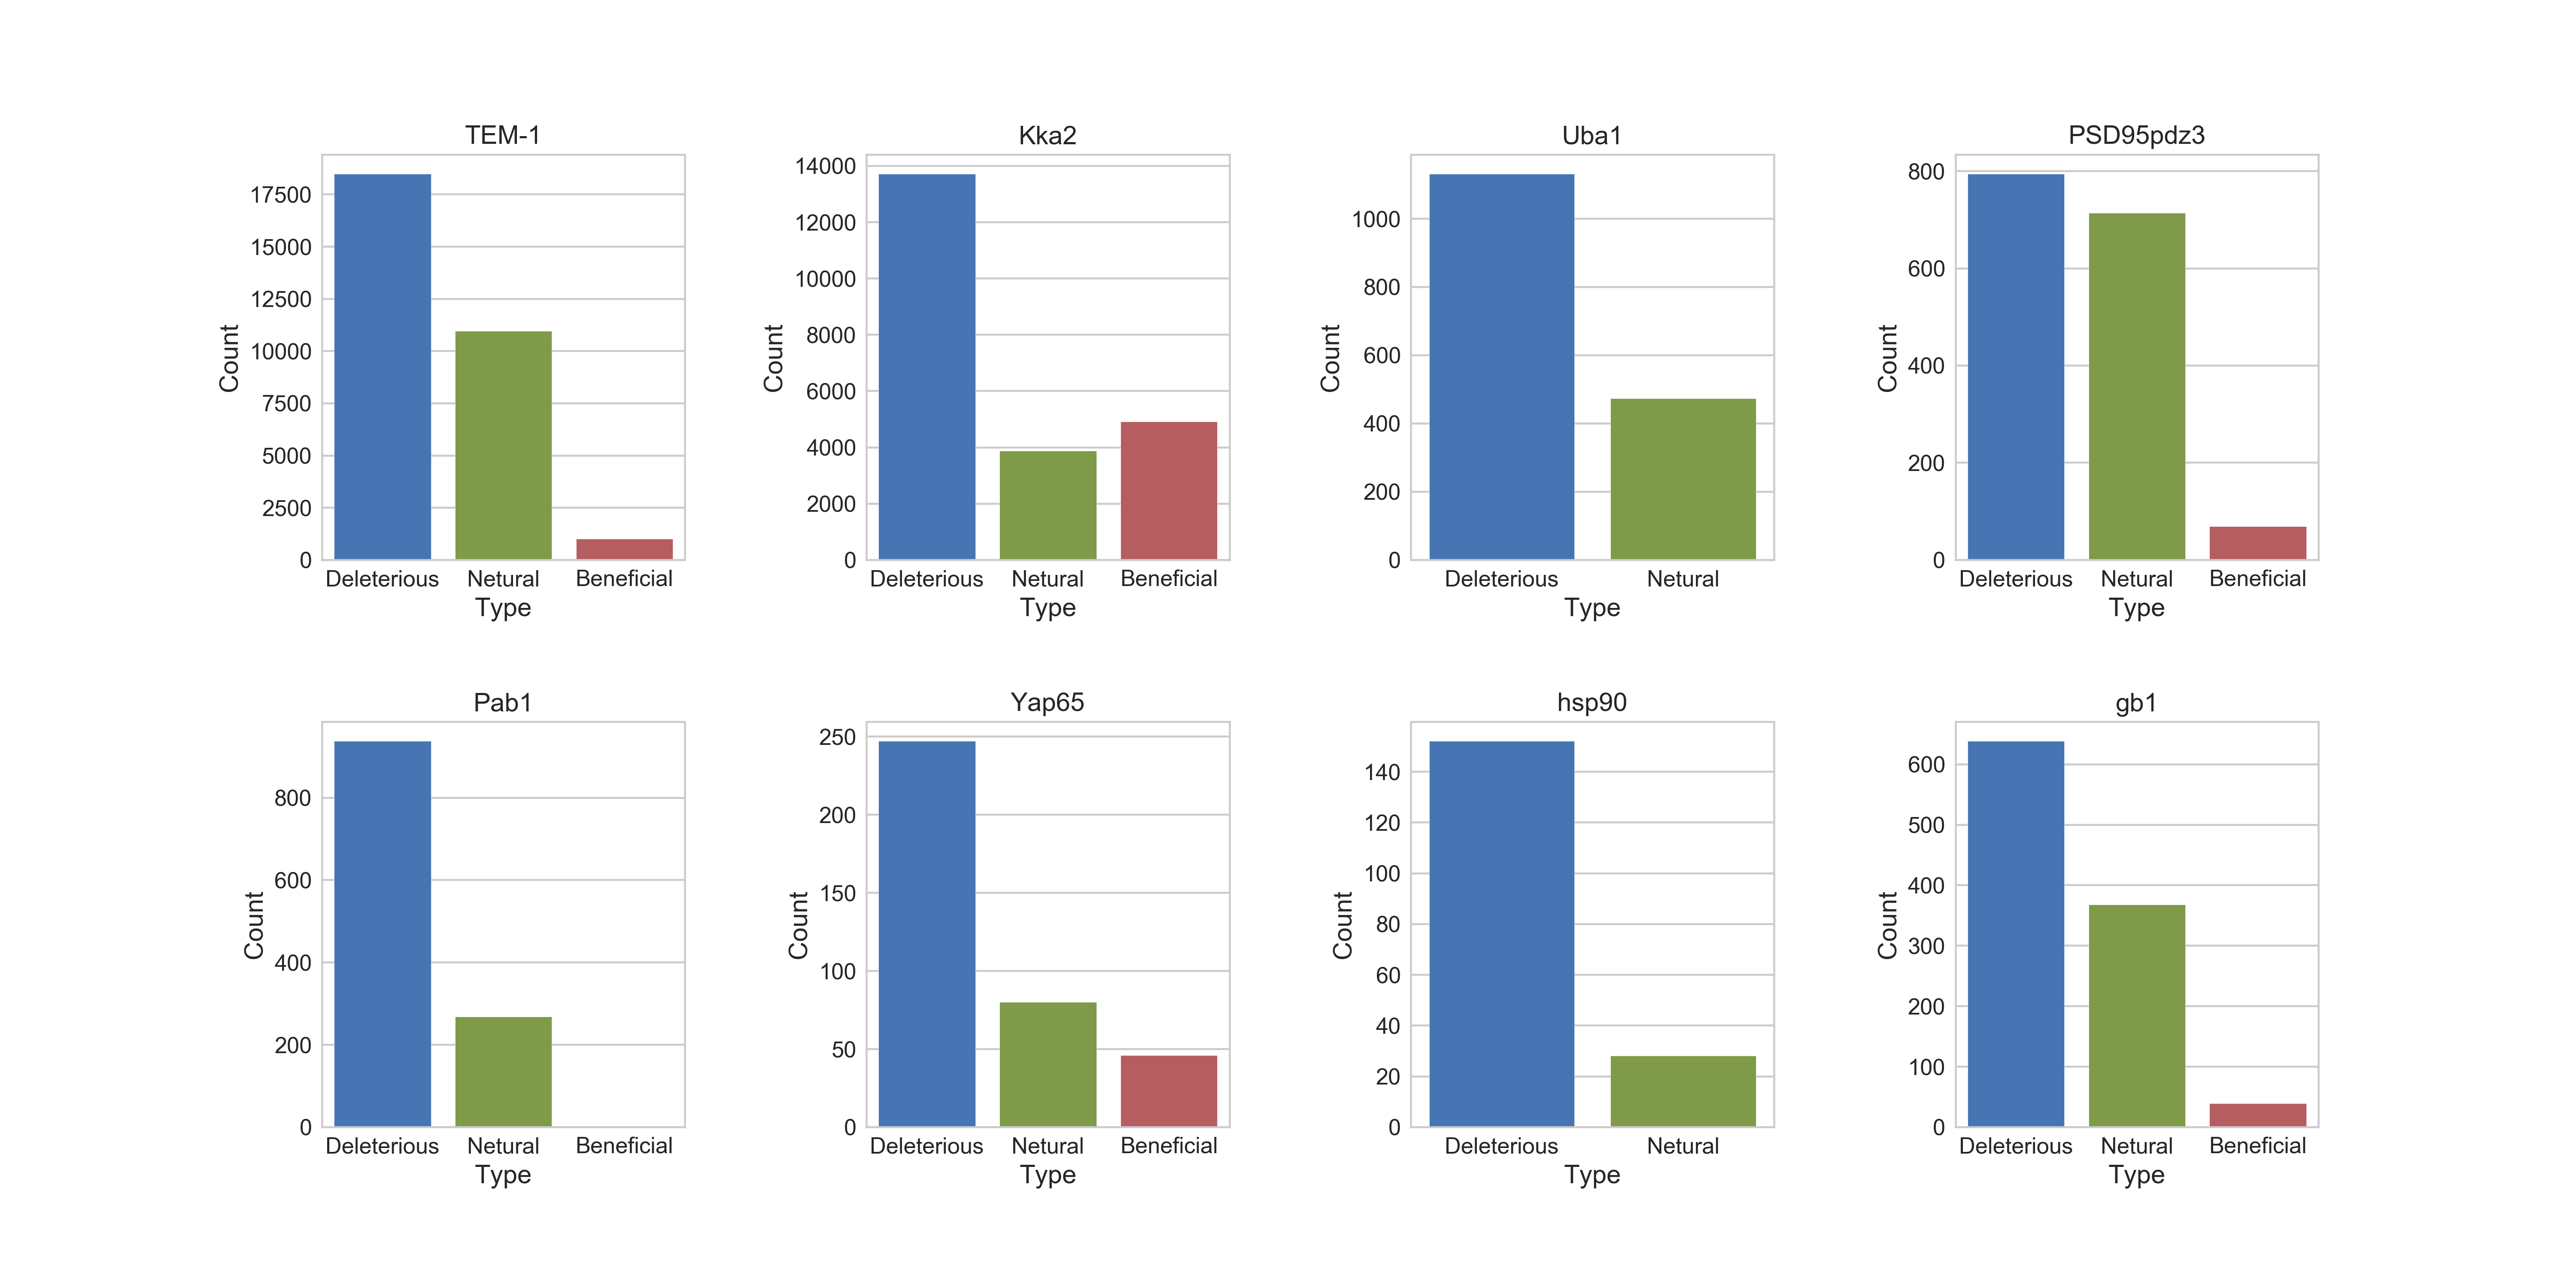 TEM-1
17500
15000
12500
10000
7500
5000
2500
0
Count
Deleterious Netural Beneficial
Type
Kka2
14000
12000
10000
8000
6000
4000
2000
0
Count
Deleterious Netural Beneficial
Type
Uba1
1000
800
600
400
200
0
Count
Deleterious Netural
Type
PSD95pdz3
800
600
400
200
0
Count
Deleterious Netural Beneficial
Type
Pab1
800
600
400
200
0
Count
Deleterious Netural Beneficial
Type
Yap65
250
200
150
100
50
0
Count
Deleterious Netural Beneficial
Type
hsp90
140
120
100
80
60
40
20
0
Count
Deleterious Netural
Type
gb1
600
500
400
300
200
100
0
Count
Deleterious Netural Beneficial
Type